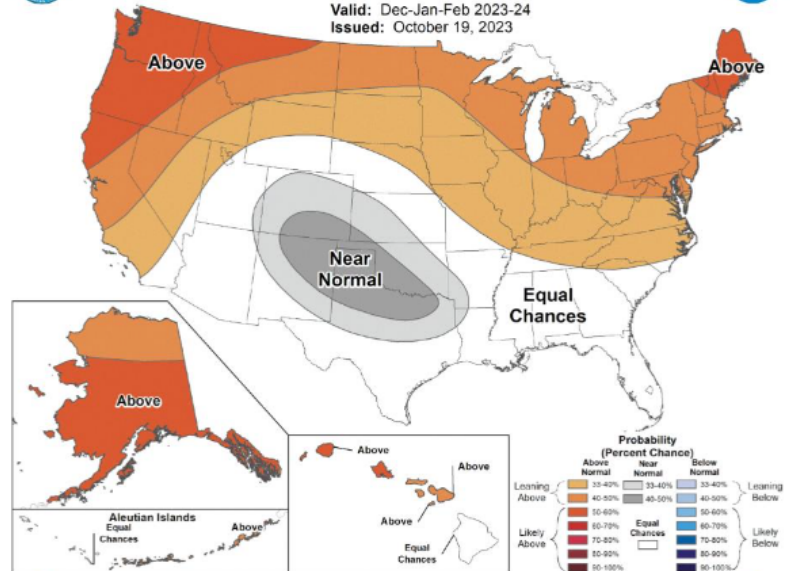 Valid: Dec-Jan-Feb 2023-24
Issued: October 19, 2023
Above
Above
Near
Normal
Equal
Chances
Above
Aleutian Islands
Equal
Chances
Above
Above
Above
Above
Equal
Chances
Probability
(Percent Chance)
Above
Normal
Near
Normal
Below
Normal
Leaning
Above
33-40%
33-40%
33-40%
Leaning
Below
40-50%
40-50%
40-50%
Likely
Above
50-60%
60-70%
70-80%
80-90%
90-100%
Equal
Chances
50-60%
60-70%
70-80%
80-90%
90-100%
Likely
Below